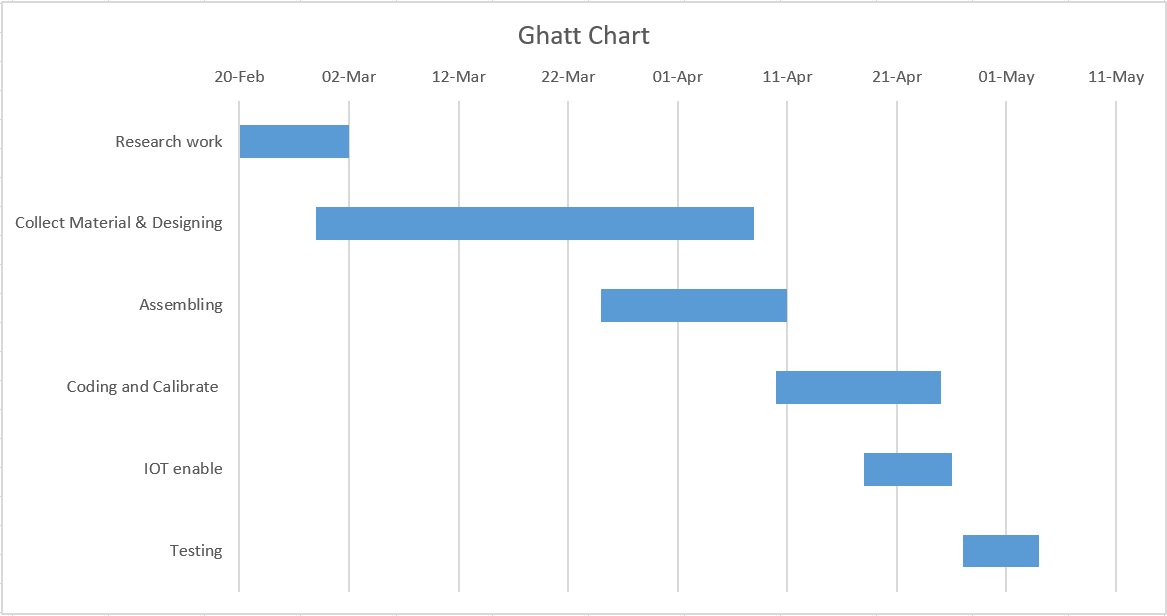 Ghatt Chart
20-Feb 02-Mar 12-Mar 22-Mar 01-Apr 11-Apr 21-Apr 01-May 11-May
Research work
Collect Material & Designing
Assembling
Coding and Calibrate
IOT enable
Testing